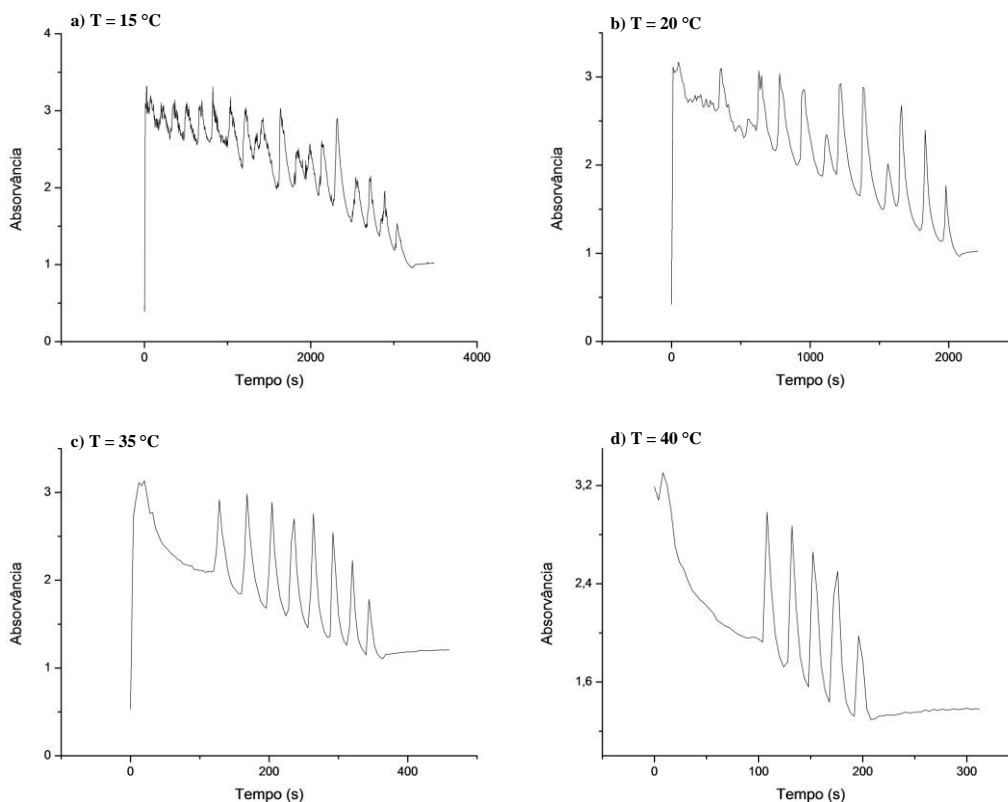 a) T = 15 °C
4
3
2
1
0
0
2000
4000
Absorvância
Tempo (s)
b) T = 20 °C
3
2
1
0
0
1000
2000
Absorvância
Tempo (s)
c) T = 35 °C
3
2
1
0
0
200
400
Absorvância
Tempo (s)
d) T = 40 °C
3,2
2,4
1,6
0
100
200
300
Absorvância
Tempo (s)